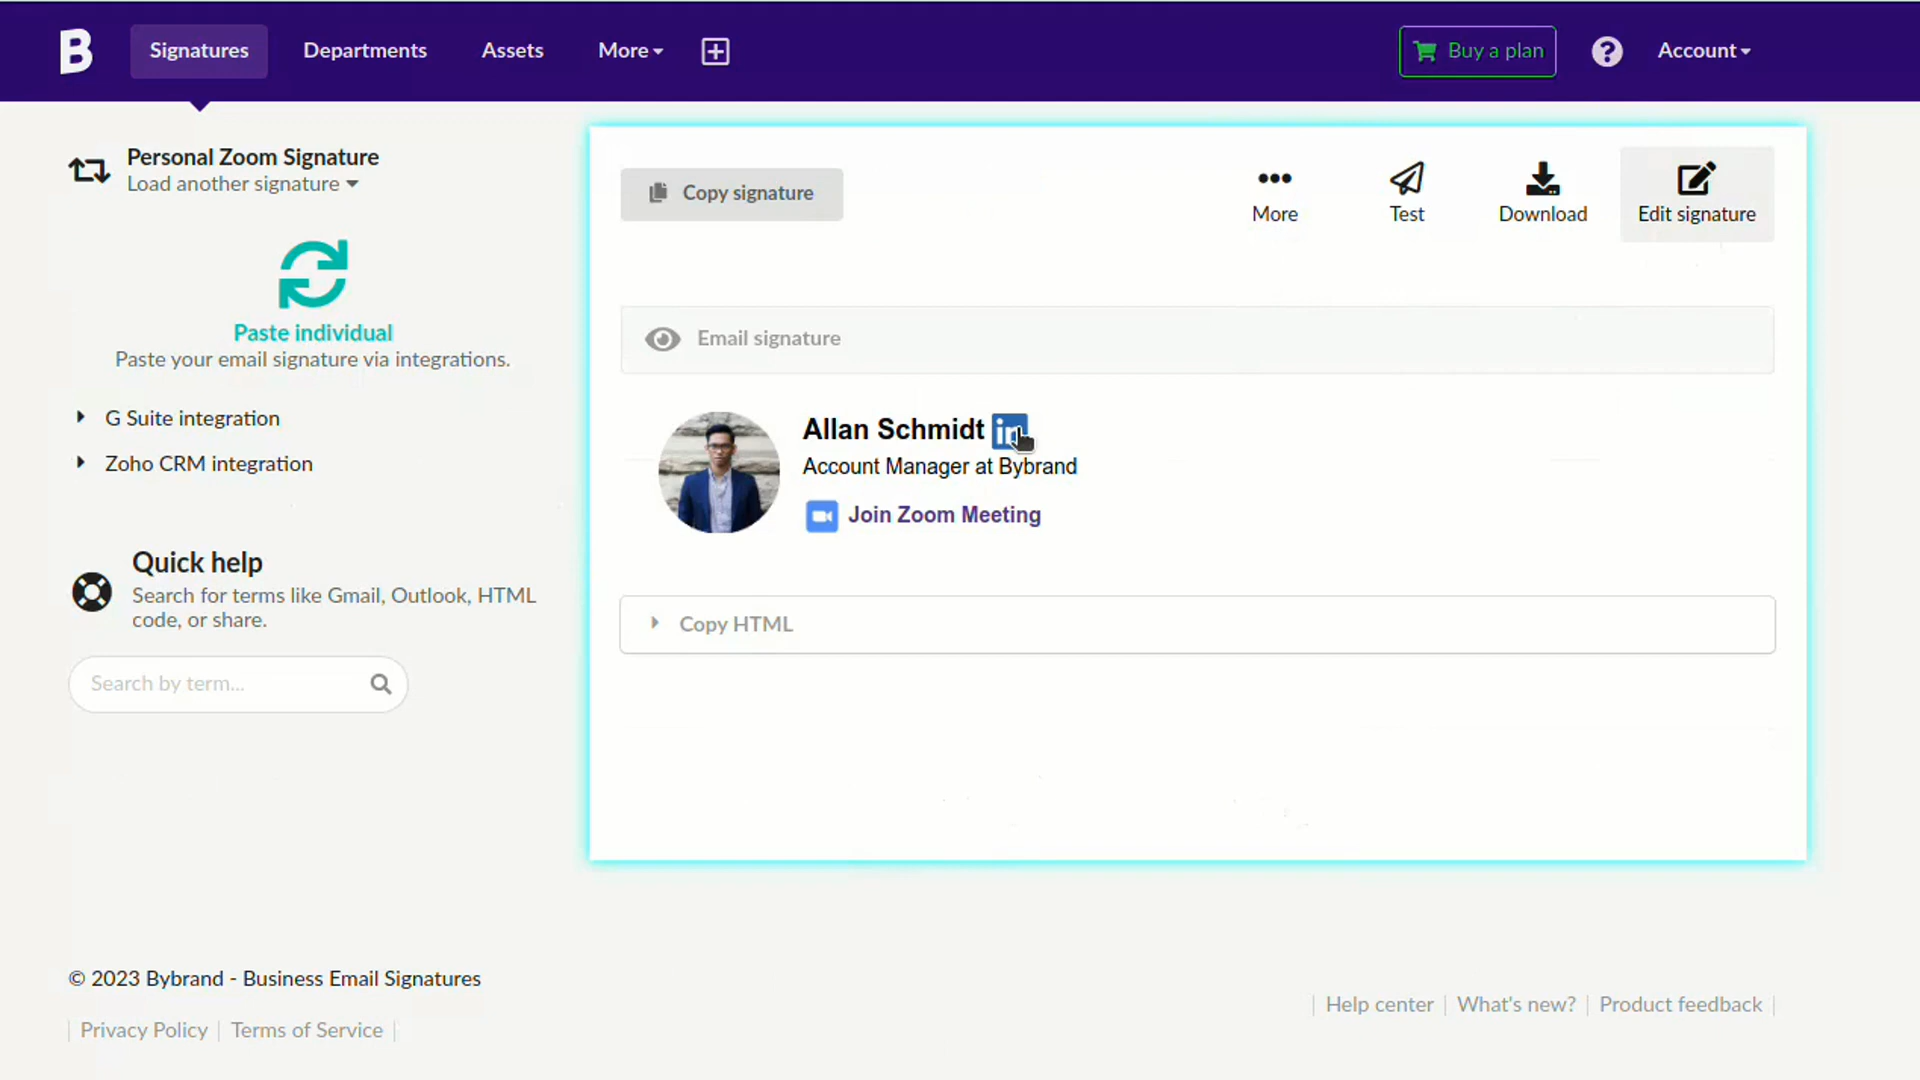 B Signatures Departments Assets More Buy a plan Account
Personal Zoom Signature
Load another signature
Paste individual
Paste your email signature via integrations.
G Suite integration
Zoho CRM integration
Quick help
Search for terms like Gmail, Outlook, HTML
code, or share.
Search by term...
Copy signature
More
Test
Download
Edit signature
Email signature
Allan Schmidt in
Account Manager at Bybrand
Join Zoom Meeting
Copy HTML
© 2023 Bybrand - Business Email Signatures
Privacy Policy | Terms of Service |
| Help center | What's new? | Product feedback |